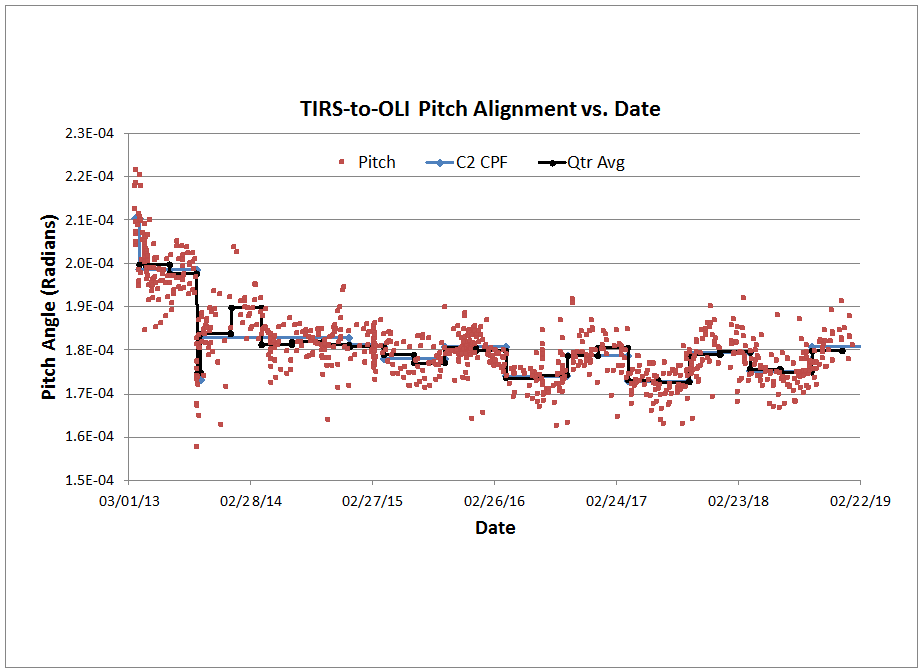 TIRS-to-OLI Pitch Alignment vs. Date
Pitch
C2 CPF
Qtr Avg
Pitch Angle (Radians)
2.3E-04
2.2E-04
2.1E-04
2.0E-04
1.9E-04
1.8E-04
1.7E-04
1.6E-04
1.5E-04
03/01/13
02/28/14
02/27/15
02/26/16
02/24/17
02/23/18
02/22/19
Date